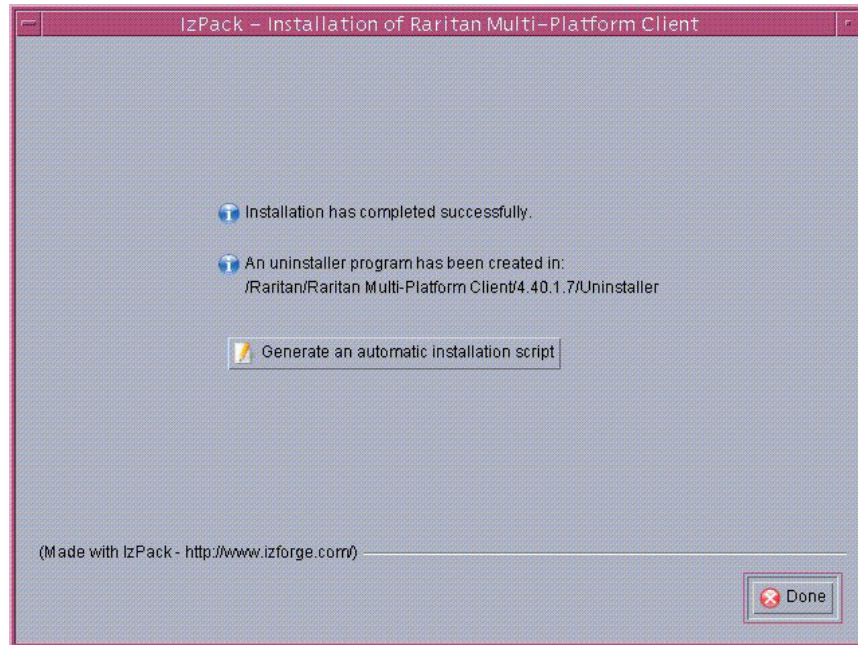 IzPack – Installation of Raritan Multi–Platform Client
Installation has completed successfully.
An uninstaller program has been created in:
/Raritan/Raritan Multi-Platform Client/4.40.1.7/Uninstaller
Generate an automatic installation script
(Made with IzPack - http://www.izforge.com/)
Done